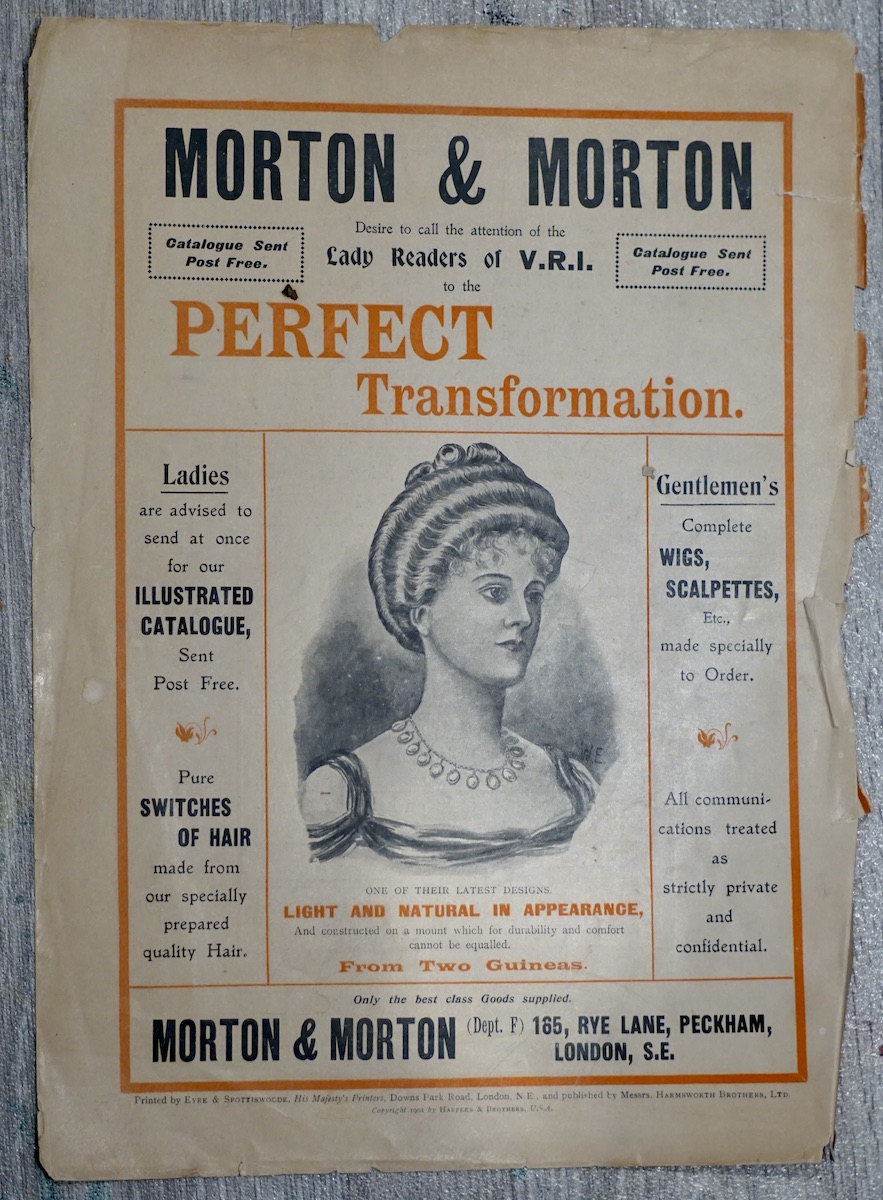 MORTON & MORTON
Desire to call the attention of the
Catalogue Sent
Post Free.
Lady Readers of V.R.I.
Catalogue Sent
Post Free.
to the
PERFECT
Transformation.
Ladies
are advised to
send at once
for our
ILLUSTRATED
CATALOGUE,
Sent
Post Free.
Pure
SWITCHES
OF HAIR
made from
our specially
prepared
quality Hair.
ONE OF THEIR LATEST DESIGNS.
LIGHT AND NATURAL IN APPEARANCE,
And constructed on a mount which for durability and comfort
cannot be equalled.
From Two Guineas.
Gentlemen's
Complete
WIGS,
SCALPETTES,
Etc.,
made specially
to Order.
All communi-
cations treated
as
strictly private
and
confidential.
Only the best class Goods supplied.
MORTON & MORTON (Dept. F) 165, RYE LANE, PECKHAM,
LONDON, S.E.
Printed by EYRE & SPOTTISWOODE, His Majesty's Printers, Downs Park Road, London, N.E., and published by Messrs. HARMSWORTH BROTHERS, LTD.
Copyright 1901 by HARPERS & BROTHERS, U.S.A.